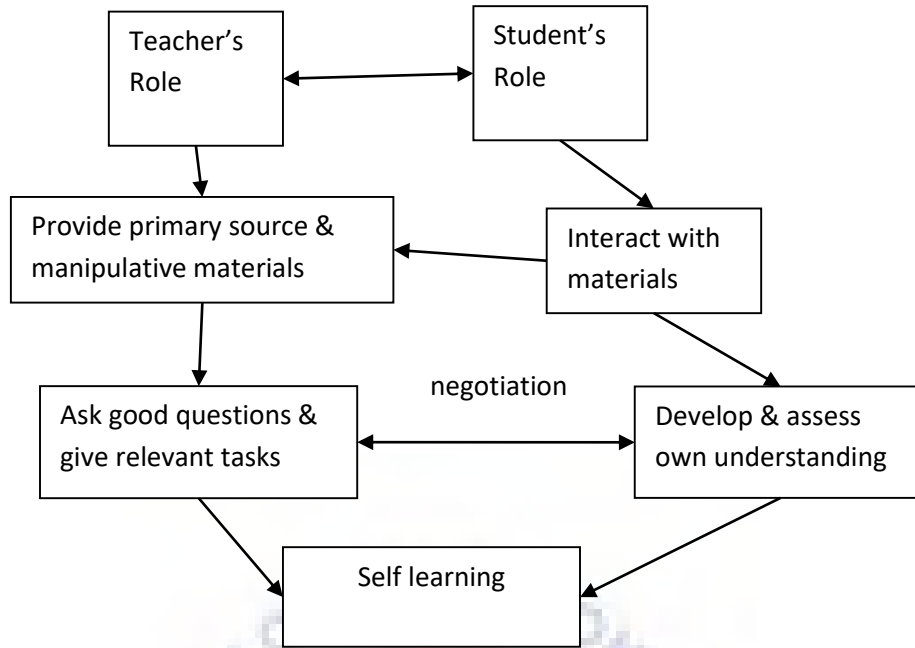 Teacher’s
Role
Student’s
Role
Provide primary source &
manipulative materials
Interact with
materials
negotiation
Ask good questions &
give relevant tasks
Develop & assess
own understanding
Self learning